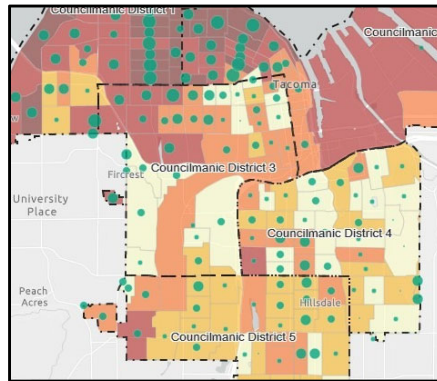 Councilmanic District 1
Councilmanic
Tacoma
Councilmanic District 3
Fircrest
University
Place
Councilmanic District 4
Peach
Acres
Hillsdale
Councilmanic District 5